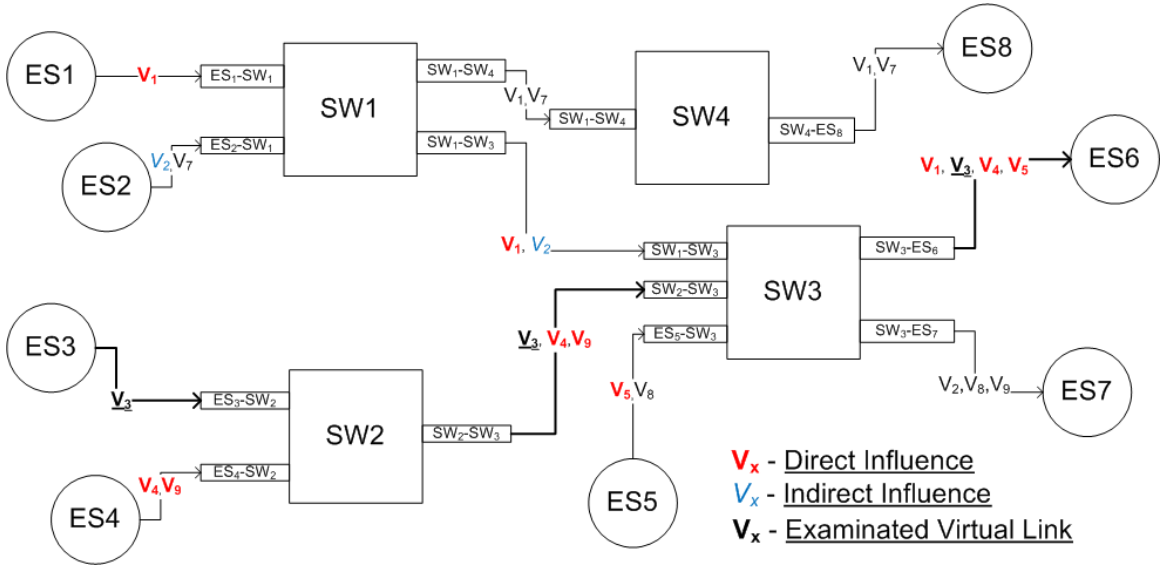 ES1
V₁
ES₁-SW₁
SW1
SW₁-SW₄
V₁,V₇
SW₁-SW₄
SW4
SW₄-ES₈
V₁,V₇
ES8
ES2
V₂,V₇
ES₂-SW₁
SW₁-SW₃
V₁, V₂
V₁, V₃, V₄, V₅
ES6
SW₁-SW₃
SW₂-SW₃
ES₅-SW₃
SW3
SW₃-ES₆
SW₃-ES₇
V₂,V₈,V₉
ES7
ES3
V₃
ES₃-SW₂
SW2
SW₂-SW₃
V₃, V₄,V₉
ES4
V₄,V₉
ES₄-SW₂
V₅,V₈
ES5
Vₓ - Direct Influence
Vₓ - Indirect Influence
Vₓ - Examinated Virtual Link